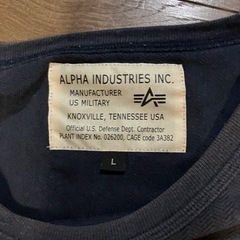 ALPHA INDUSTRIES INC.
MANUFACTURER
US MILITARY
KNOXVILLE, TENNESSEE USA
Official U.S. Defense Dept. Contractor
PLANT INDEX No. 026200, CAGE code 3A382
L